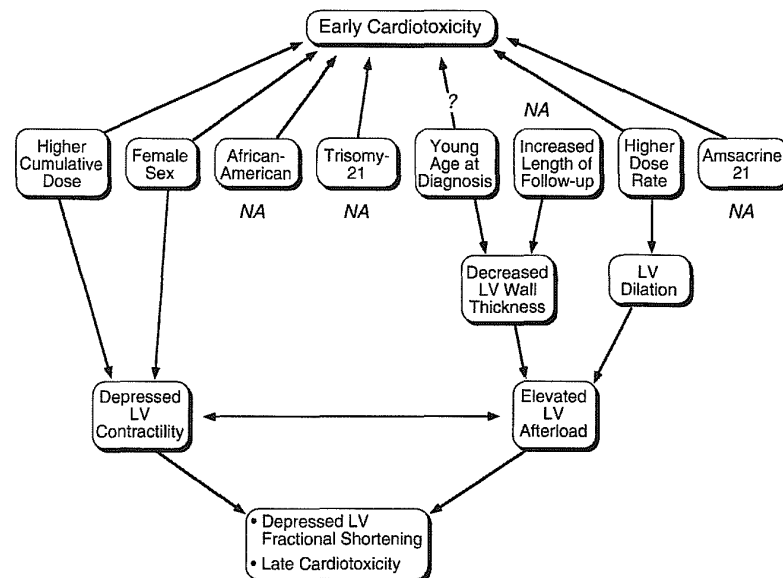 Early Cardiotoxicity
?
NA
Higher
Cumulative
Dose
Female
Sex
African-
American
Trisomy-
21
Young
Age at
Diagnosis
Increased
Length of
Follow-up
Higher
Dose
Rate
Amsacrine
21
NA
NA
NA
Decreased
LV Wall
Thickness
LV
Dilation
Depressed
LV
Contractility
Elevated
LV
Afterload
• Depressed LV
Fractional Shortening
• Late Cardiotoxicity